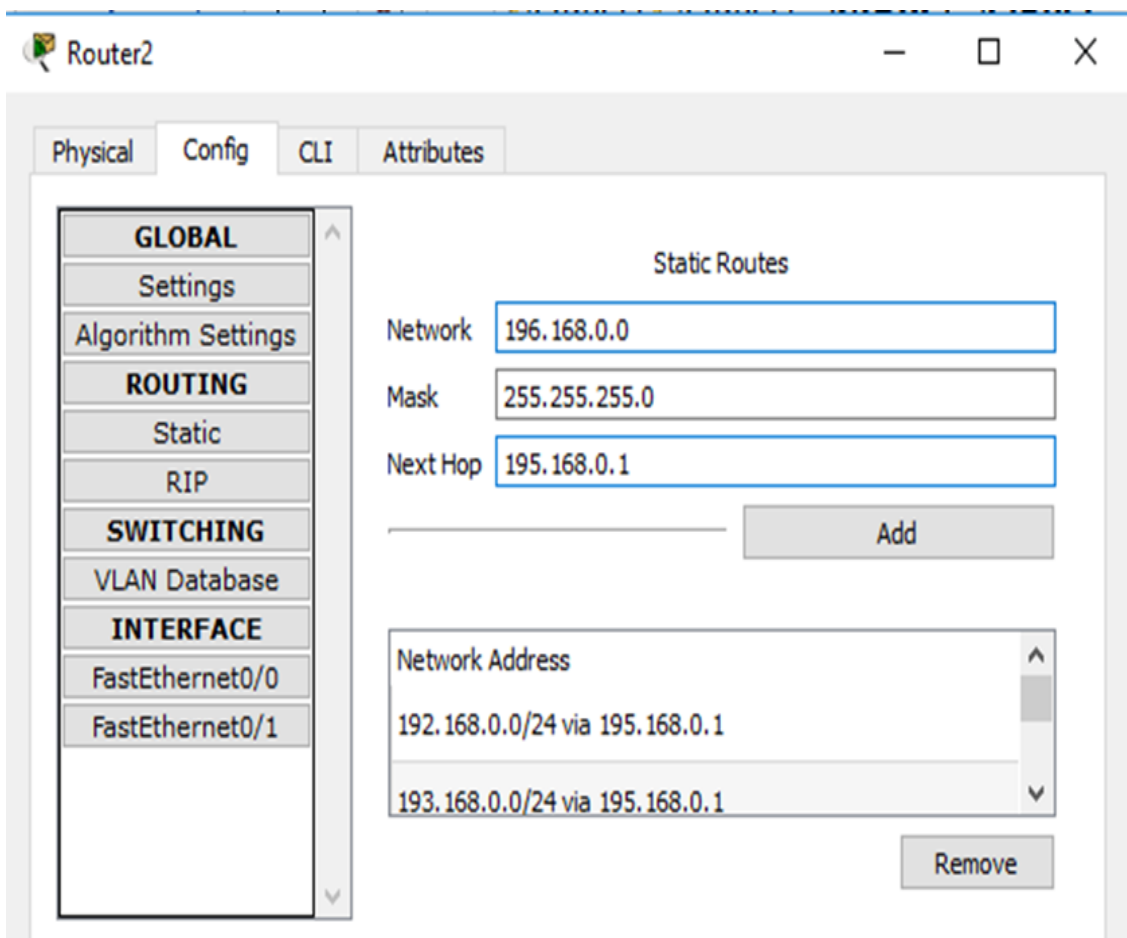 Router2
Physical Config CLI Attributes
GLOBAL
Settings
Algorithm Settings
ROUTING
Static
RIP
SWITCHING
VLAN Database
INTERFACE
FastEthernet0/0
FastEthernet0/1
Static Routes
Network 196.168.0.0
Mask 255.255.255.0
Next Hop 195.168.0.1
Add
Network Address
192.168.0.0/24 via 195.168.0.1
193.168.0.0/24 via 195.168.0.1
Remove